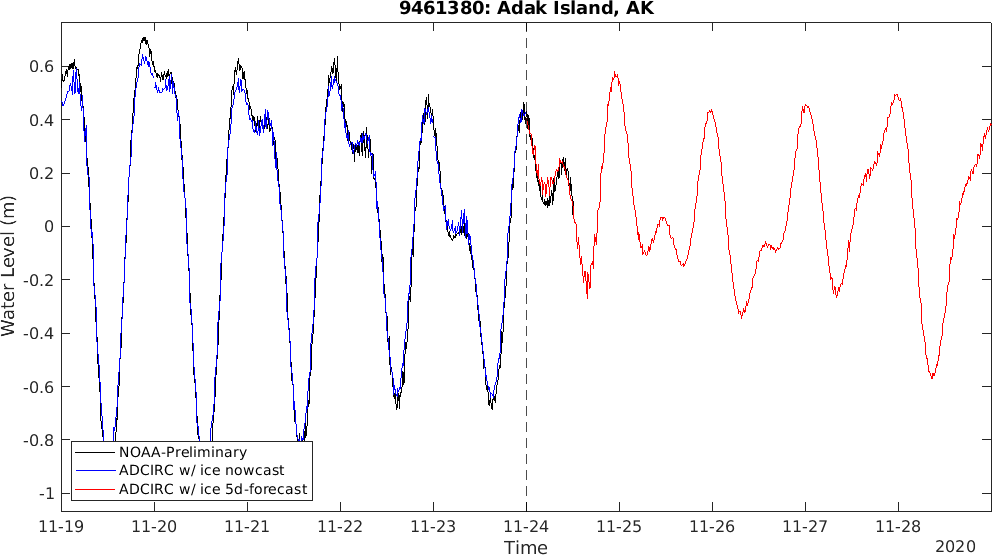 9461380: Adak Island, AK
Water Level (m)
0.6
0.4
0.2
0
-0.2
-0.4
-0.6
-0.8
-1
NOAA-Preliminary
ADCIRC w/ ice nowcast
ADCIRC w/ ice 5d-forecast
11-19 11-20 11-21 11-22 11-23 11-24 11-25 11-26 11-27 11-28
Time
2020